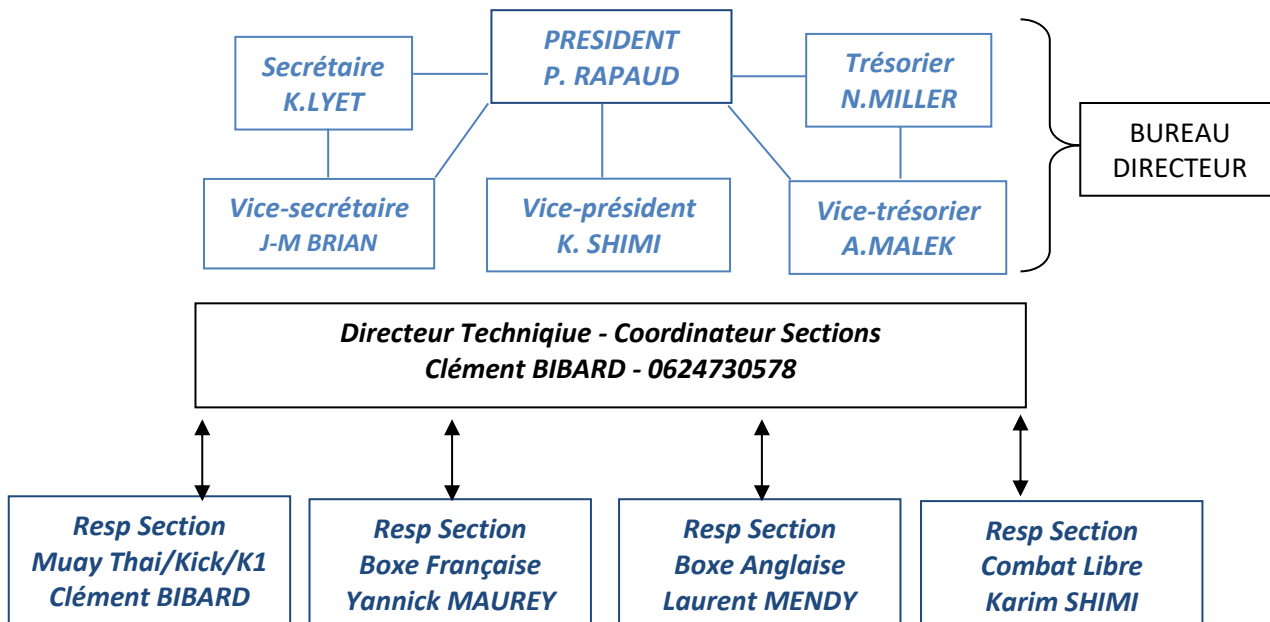 PRESIDENT
P. RAPAUD
Secrétaire
K.LYET
Trésorier
N.MILLER
BUREAU
DIRECTEUR
Vice-secrétaire
J-M BRIAN
Vice-président
K. SHIMI
Vice-trésorier
A.MALEK
Directeur Techniqiue - Coordinateur Sections
Clément BIBARD - 0624730578
Resp Section
Muay Thai/Kick/K1
Clément BIBARD
Resp Section
Boxe Française
Yannick MAUREY
Resp Section
Boxe Anglaise
Laurent MENDY
Resp Section
Combat Libre
Karim SHIMI